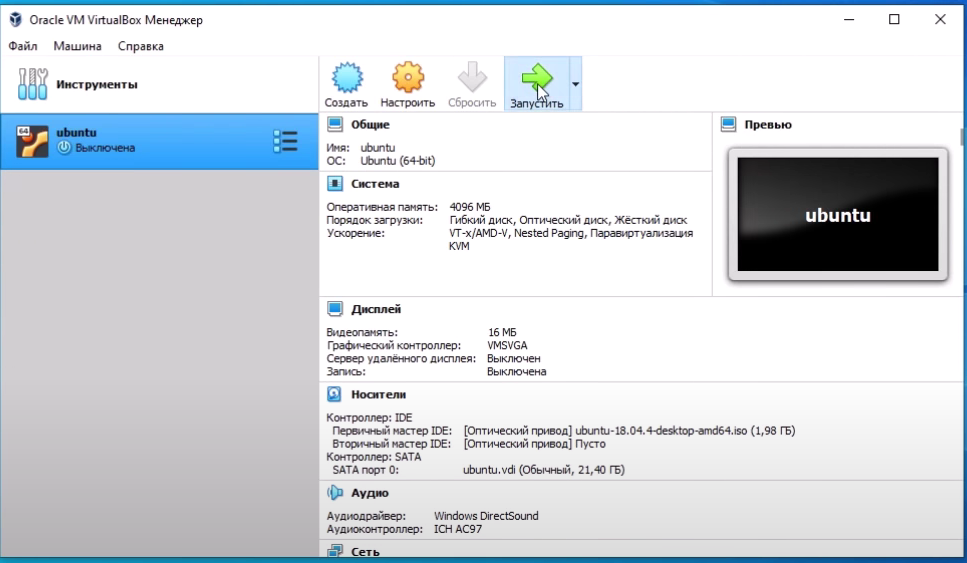 Oracle VM VirtualBox Менеджер
Файл Машина Справка
Инструменты
Создать Настроить Сбросить Запустить
64
ubuntu
Выключена
Общие
Имя: ubuntu
ОС: Ubuntu (64-bit)
Превью
ubuntu
Система
Оперативная память: 4096 МБ
Порядок загрузки: Гибкий диск, Оптический диск, Жёсткий диск
Ускорение: VT-x/AMD-V, Nested Paging, Паравиртуализация
KVM
Дисплей
Видеопамять: 16 МБ
Графический контроллер: VMSVGA
Сервер удалённого дисплея: Выключен
Запись: Выключена
Носители
Контроллер: IDE
Первичный мастер IDE: [Оптический привод] ubuntu-18.04.4-desktop-amd64.iso (1,98 ГБ)
Вторичный мастер IDE: [Оптический привод] Пусто
Контроллер: SATA
SATA порт 0: ubuntu.vdi (Обычный, 21,40 ГБ)
Аудио
Аудиодрайвер: Windows DirectSound
Аудиоконтроллер: ICH AC97
Сеть